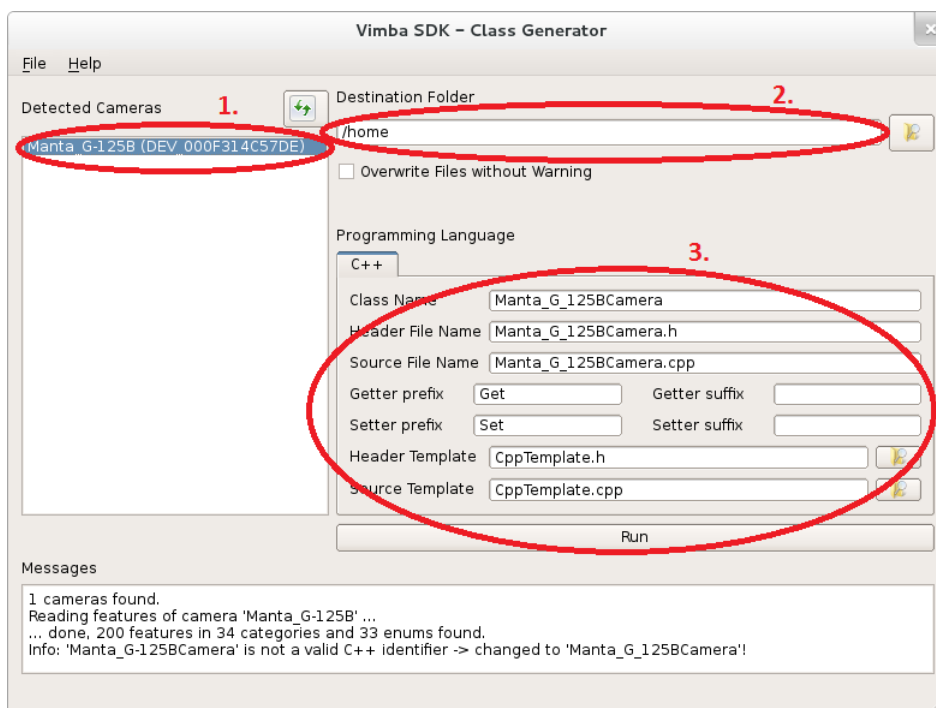 Vimba SDK – Class Generator
File Help
Detected Cameras
1.
Manta_G-125B (DEV_000F314C57DE)
Destination Folder
2.
/home
Overwrite Files without Warning
Programming Language
3.
C++
Class Name Manta_G_125BCamera
Header File Name Manta_G_125BCamera.h
Source File Name Manta_G_125BCamera.cpp
Getter prefix Get Getter suffix
Setter prefix Set Setter suffix
Header Template CppTemplate.h
Source Template CppTemplate.cpp
Run
Messages
1 cameras found.
Reading features of camera 'Manta_G-125B' ...
... done, 200 features in 34 categories and 33 enums found.
Info: 'Manta_G-125BCamera' is not a valid C++ identifier -> changed to 'Manta_G_125BCamera'!